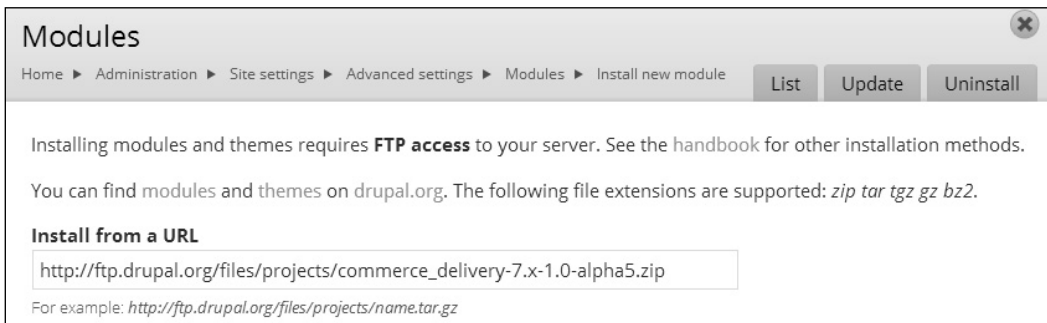 Modules
Home ▶ Administration ▶ Site settings ▶ Advanced settings ▶ Modules ▶ Install new module
List Update Uninstall
Installing modules and themes requires FTP access to your server. See the handbook for other installation methods.
You can find modules and themes on drupal.org. The following file extensions are supported: zip tar tgz gz bz2.
Install from a URL
http://ftp.drupal.org/files/projects/commerce_delivery-7.x-1.0-alpha5.zip
For example: http://ftp.drupal.org/files/projects/name.tar.gz